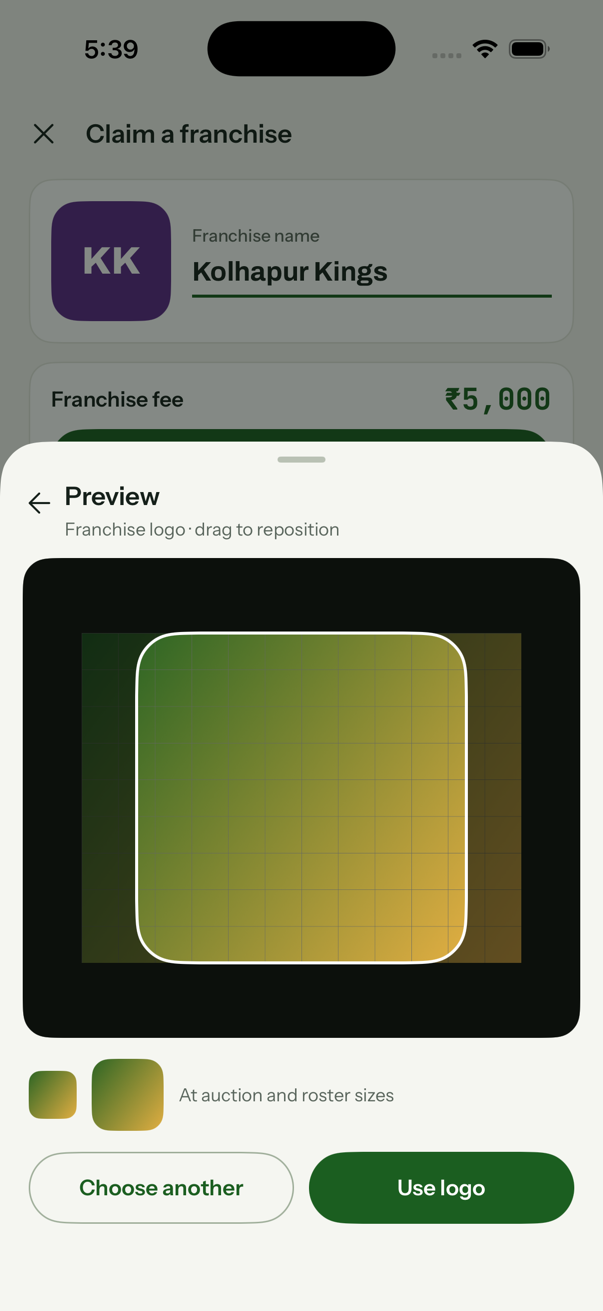 5:39
Claim a franchise
KK
Franchise name
Kolhapur Kings
Franchise fee
₹5,000
Preview
Franchise logo · drag to reposition
At auction and roster sizes
Choose another
Use logo